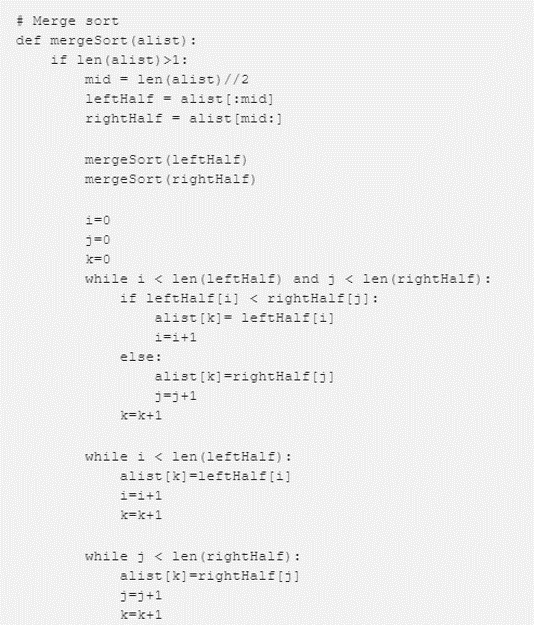 # Merge sort
def mergeSort(alist):
    if len(alist)>1:
        mid = len(alist)//2
        leftHalf = alist[:mid]
        rightHalf = alist[mid:]

        mergeSort(leftHalf)
        mergeSort(rightHalf)

        i=0
        j=0
        k=0
        while i < len(leftHalf) and j < len(rightHalf):
            if leftHalf[i] < rightHalf[j]:
                alist[k]= leftHalf[i]
                i=i+1
            else:
                alist[k]=rightHalf[j]
                j=j+1
            k=k+1

        while i < len(leftHalf):
            alist[k]=leftHalf[i]
            i=i+1
            k=k+1

        while j < len(rightHalf):
            alist[k]=rightHalf[j]
            j=j+1
            k=k+1